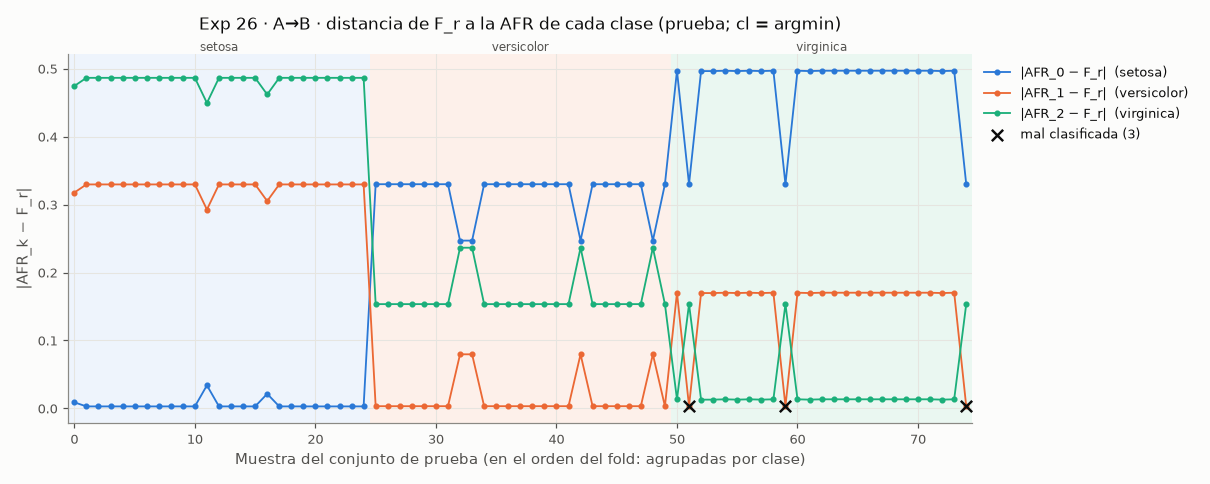 Exp 26 · A→B · distancia de F_r a la AFR de cada clase (prueba; cl = argmin)
setosa
versicolor
virginica
|AFR_0 − F_r| (setosa)
|AFR_1 − F_r| (versicolor)
|AFR_2 − F_r| (virginica)
mal clasificada (3)
|AFR_k − F_r|
0.5
0.4
0.3
0.2
0.1
0.0
0
10
20
30
40
50
60
70
Muestra del conjunto de prueba (en el orden del fold: agrupadas por clase)